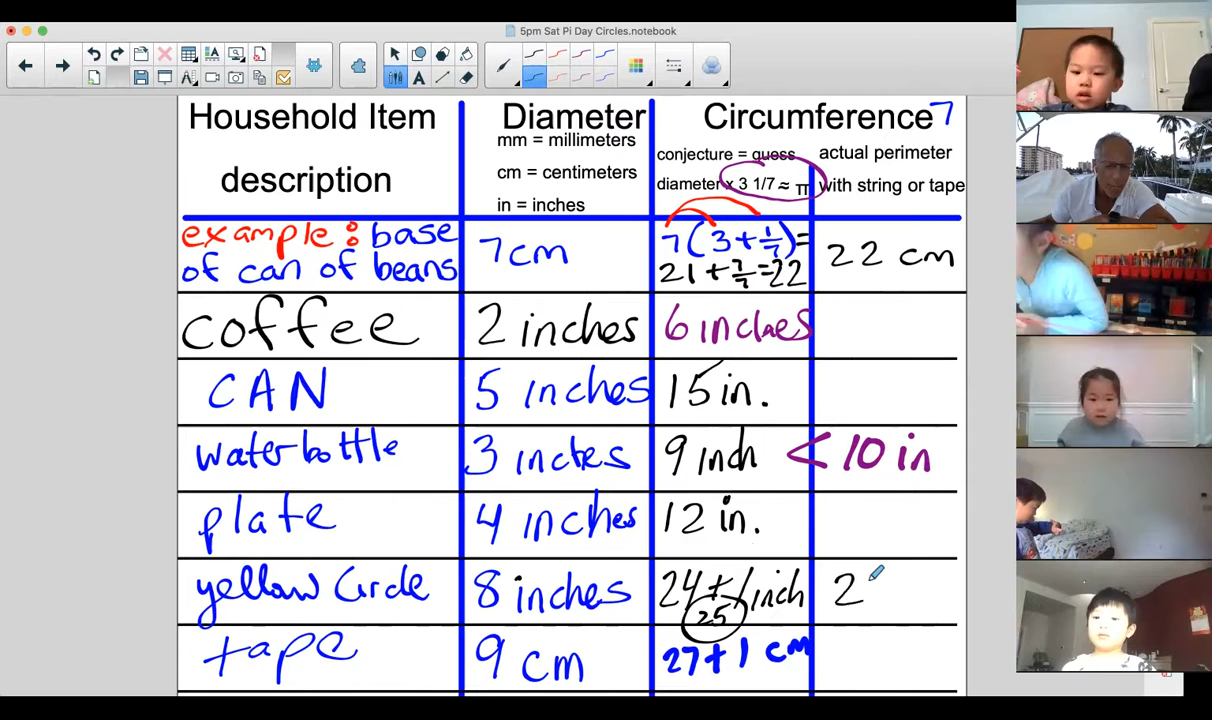 5pm Sat Pi Day Circles.notebook
Household Item
description
Diameter
mm = millimeters
cm = centimeters
in = inches
Circumference 7
conjecture = guess
diameter x 3 1/7 ≈ π
actual perimeter
with string or tape
example: base
of can of beans
7cm
7(3+1/7)=
21+7/7=22
22 cm
coffee
2 inches
6 inches
CAN
5 inches
15 in.
water bottle
3 inches
9 inch
< 10 in
plate
4 inches
12 in.
yellow Circle
8 inches
24 + 1 inch
25
2
tape
9 cm
27 + 1 cm